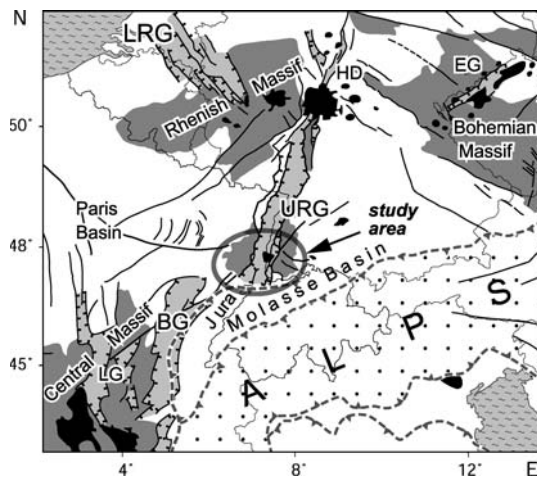 N
LRG
Rhenish Massif
HD
EG
50°
Bohemian
Massif
Paris
Basin
URG
study
area
48°
Jura
Molasse Basin
BG
Central Massif
LG
45°
ALPS
4°
8°
12°
E